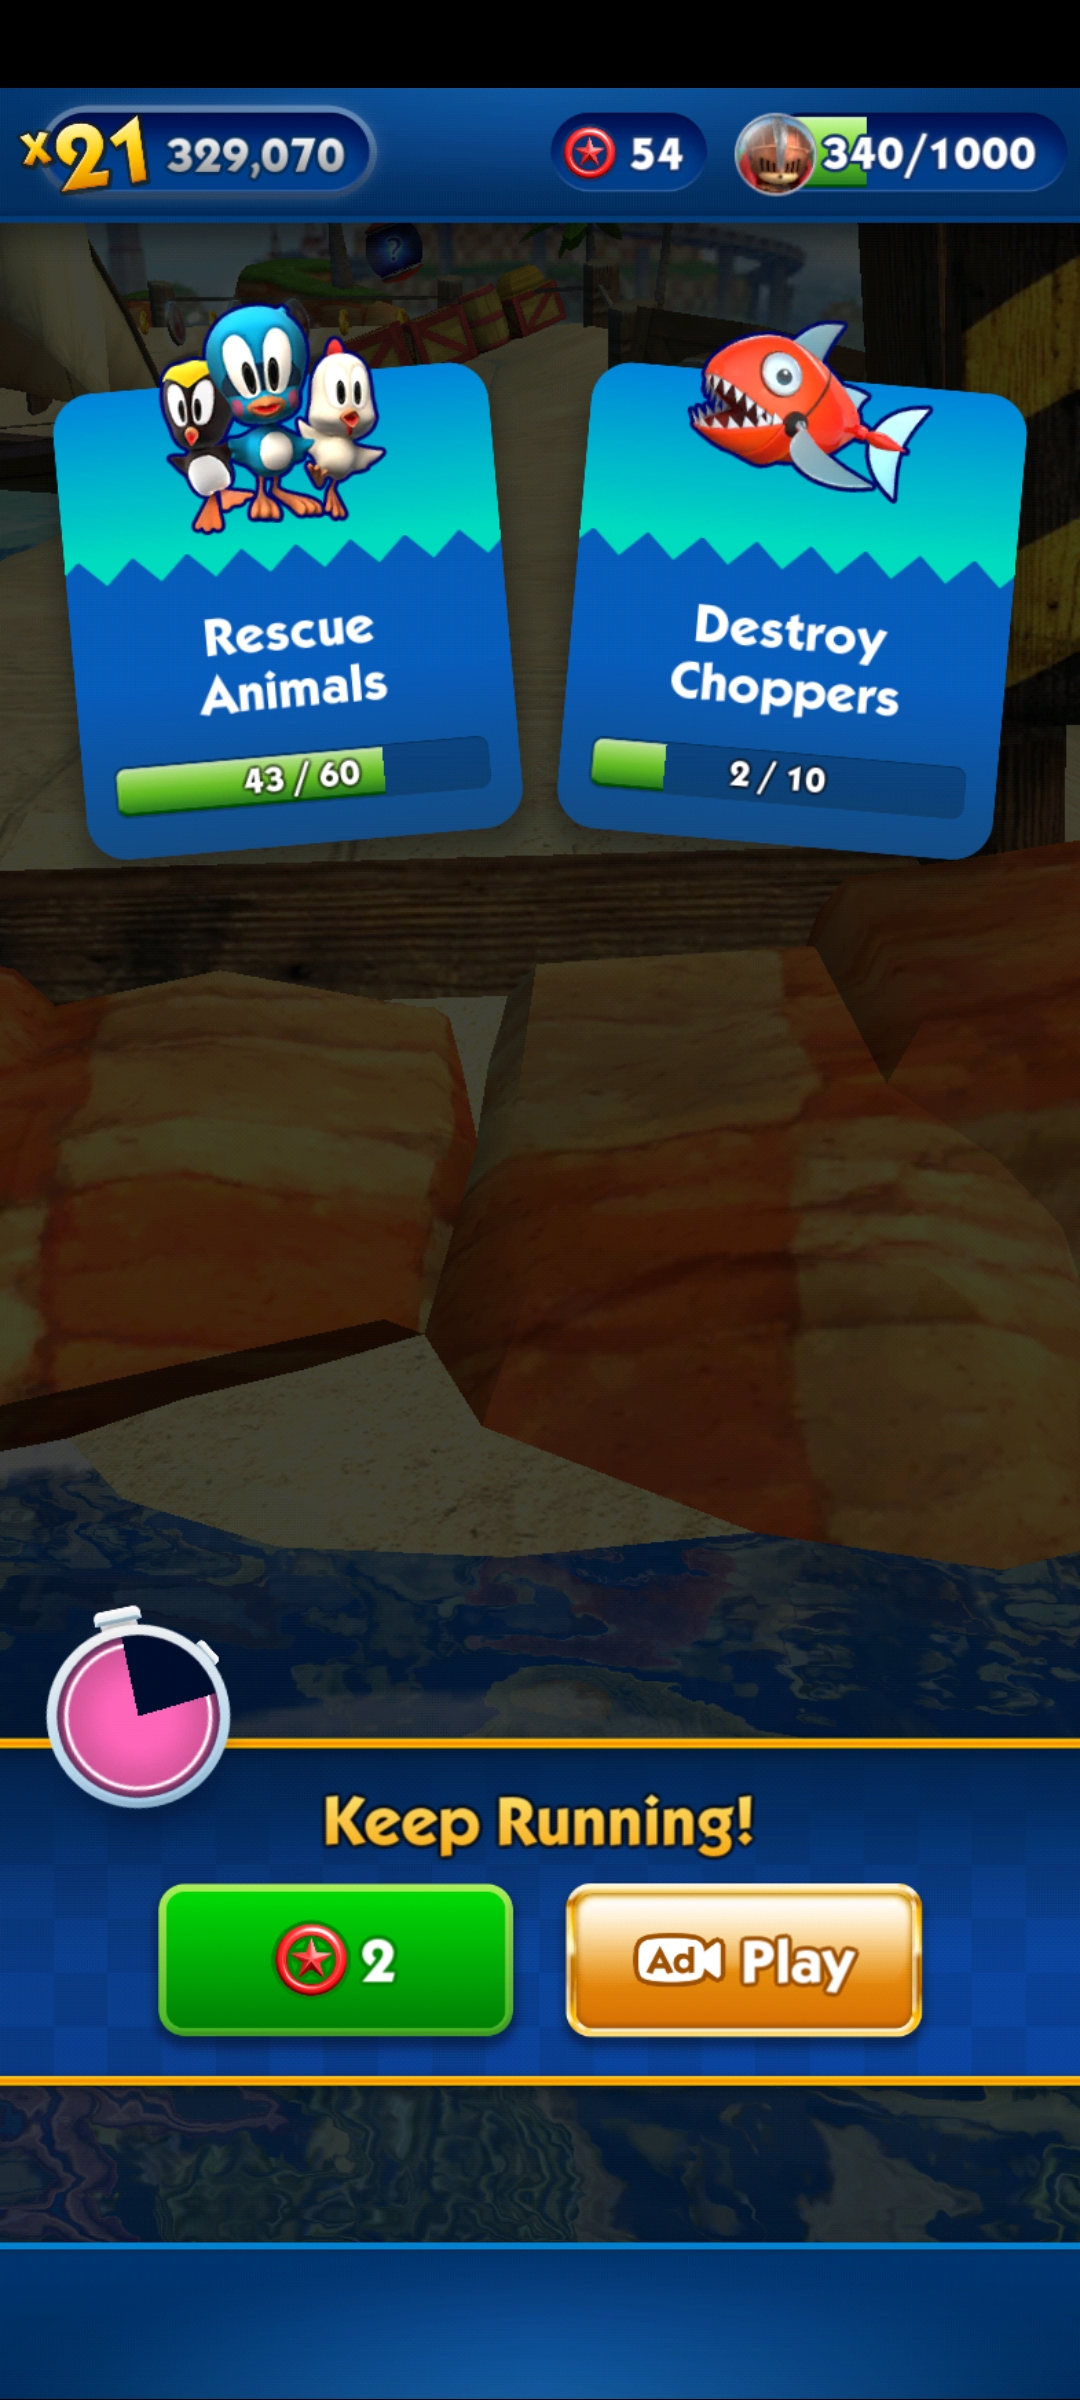 x21 329,070
54
340/1000
?
Rescue
Animals
43 / 60
Destroy
Choppers
2 / 10
Keep Running!
2
Ad Play